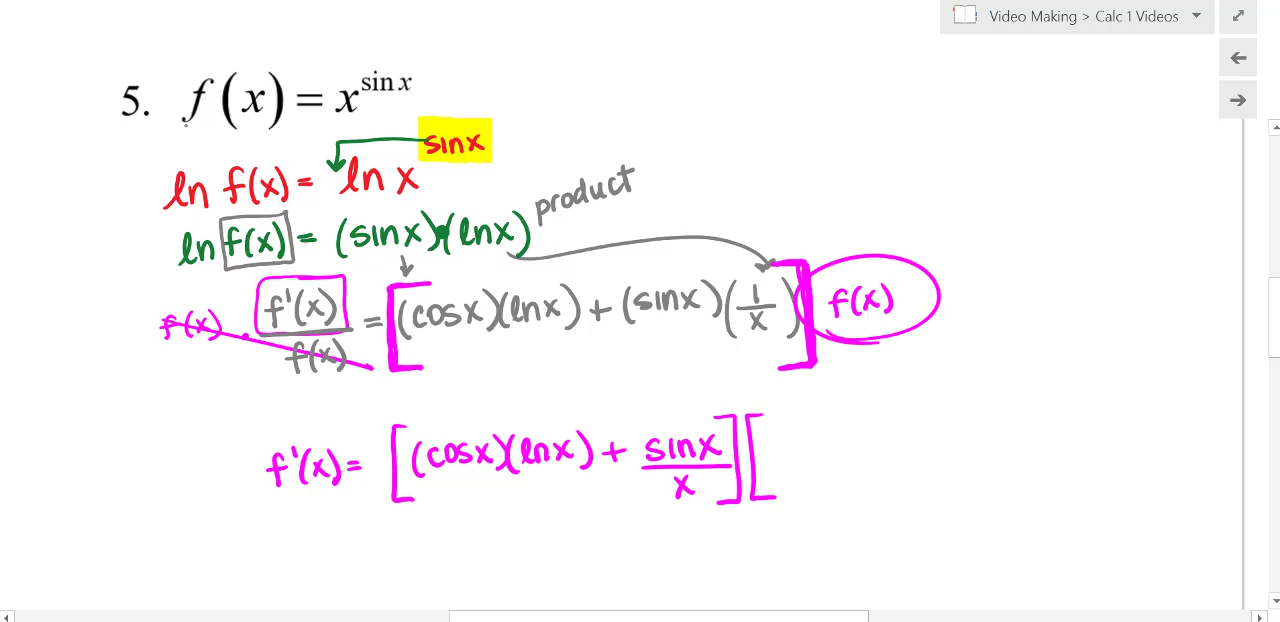 Video Making > Calc 1 Videos
5. f(x) = x^sin x
ln f(x) = ln x^sinx
ln f(x) = (sinx)•(lnx) product
f(x) · f'(x)/f(x) = [(cosx)(lnx) + (sinx)(1/x)] f(x)
f'(x) = [(cosx)(lnx) + sinx/x][